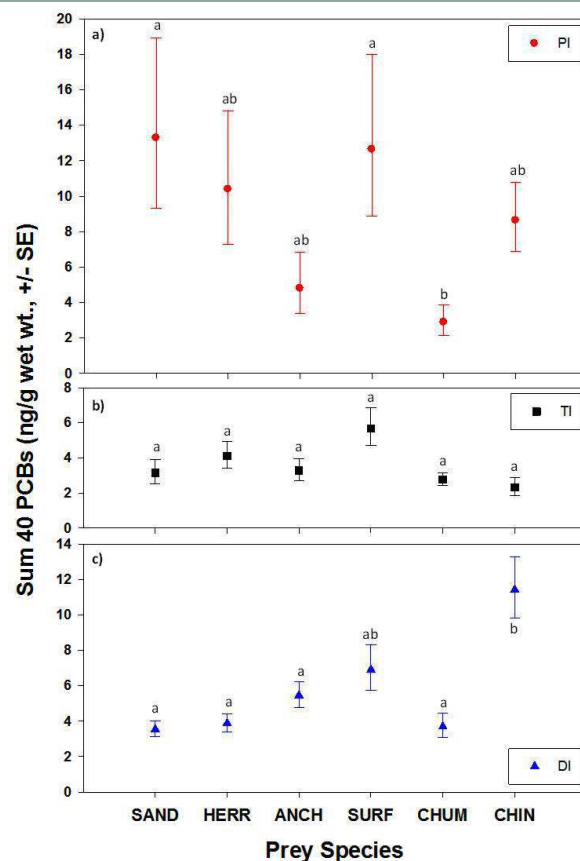 Sum 40 PCBs (ng/g wet wt., +/- SE)
a)
PI
20
18
16
14
12
10
8
6
4
2
0
a
ab
ab
a
b
ab
b)
TI
8
6
4
2
0
a
a
a
a
a
a
c)
14
12
10
8
6
4
2
0
a
a
a
ab
a
b
DI
SAND HERR ANCH SURF CHUM CHIN
Prey Species